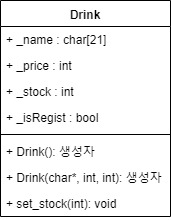 Drink
+ _name : char[21]
+ _price : int
+ _stock : int
+ _isRegist : bool
+ Drink(): 생성자
+ Drink(char*, int, int): 생성자
+ set_stock(int): void